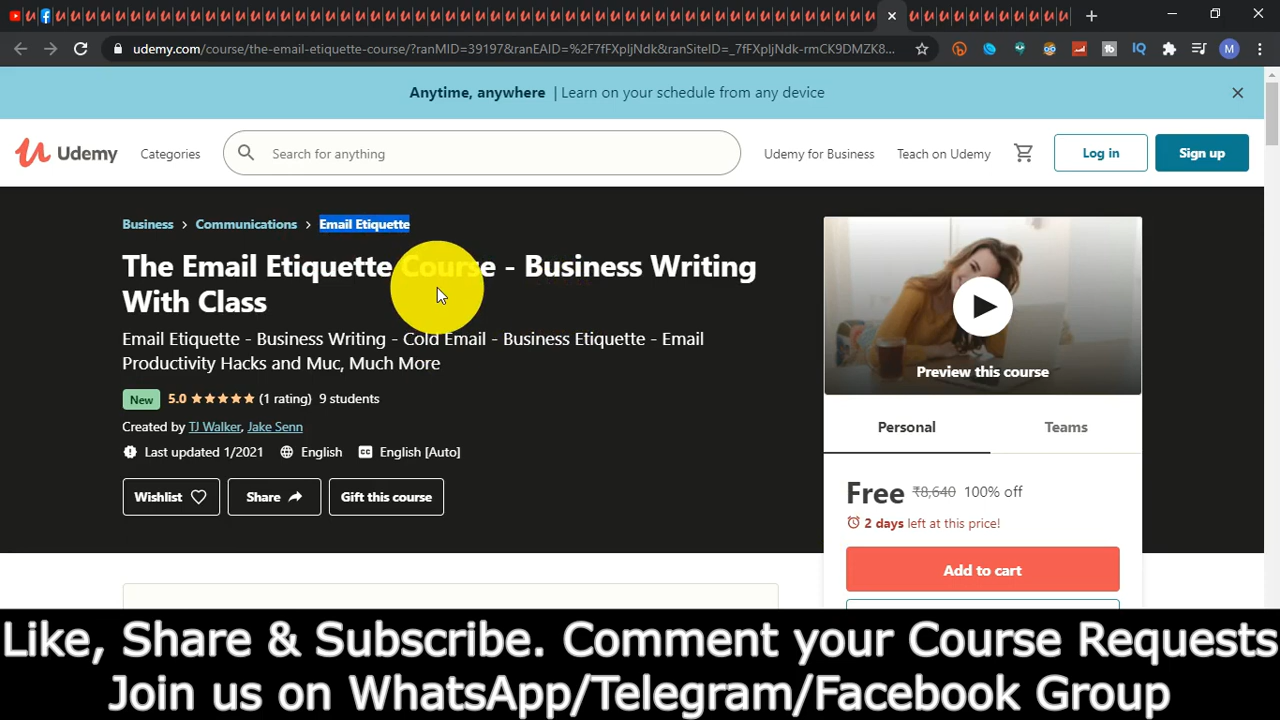 udemy.com/course/the-email-etiquette-course/?ranMID=39197&ranEAID=%2F7fFXpljNdk&ranSiteID=_7fFXpljNdk-rmCK9DMZK8...
IQ
M
Anytime, anywhere | Learn on your schedule from any device
Udemy
Categories
Search for anything
Udemy for Business
Teach on Udemy
Log in
Sign up
Business > Communications > Email Etiquette
The Email Etiquette Course - Business Writing
With Class
Email Etiquette - Business Writing - Cold Email - Business Etiquette - Email
Productivity Hacks and Muc, Much More
New 5.0 (1 rating) 9 students
Created by TJ Walker, Jake Senn
Last updated 1/2021 English English [Auto]
Wishlist
Share
Gift this course
Preview this course
Personal
Teams
Free ₹8,640 100% off
2 days left at this price!
Add to cart
Like, Share & Subscribe. Comment your Course Requests
Join us on WhatsApp/Telegram/Facebook Group